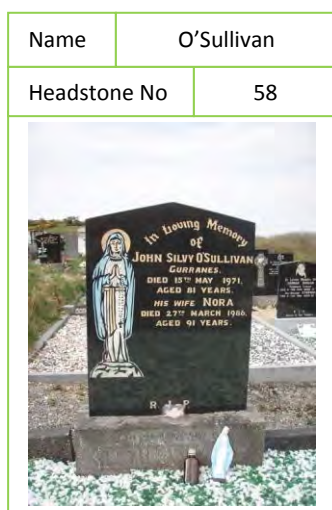 Name O’Sullivan
Headstone No 58
In Loving Memory
of
JOHN SILVY O'SULLIVAN
GURRANES.
DIED 15TH MAY 1971,
AGED 81 YEARS.
HIS WIFE NORA
DIED 27TH MARCH 1986
AGED 91 YEARS.
R.I.P.